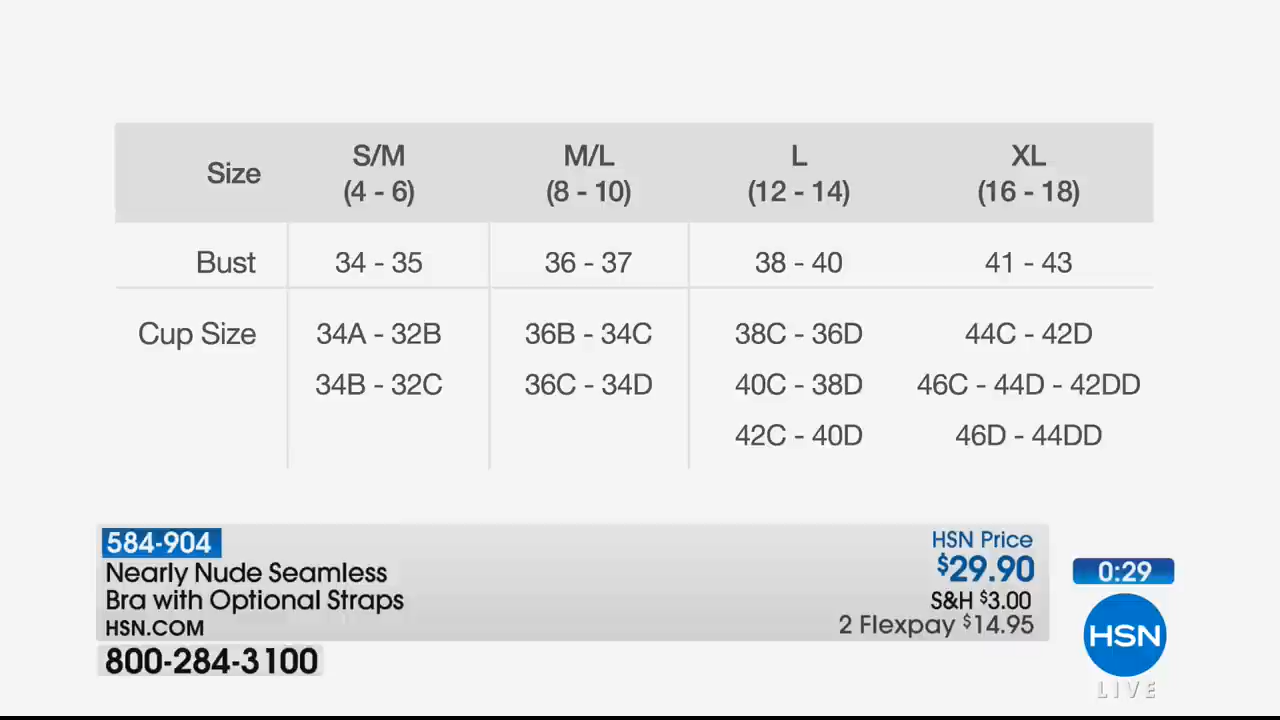 Size S/M M/L L XL
(4 - 6) (8 - 10) (12 - 14) (16 - 18)
Bust 34 - 35 36 - 37 38 - 40 41 - 43
Cup Size 34A - 32B 36B - 34C 38C - 36D 44C - 42D
34B - 32C 36C - 34D 40C - 38D 46C - 44D - 42DD
42C - 40D 46D - 44DD
584-904
Nearly Nude Seamless
Bra with Optional Straps
HSN.COM
800-284-3100
HSN Price
$29.90
S&H $3.00
2 Flexpay $14.95
0:29
HSN
LIVE